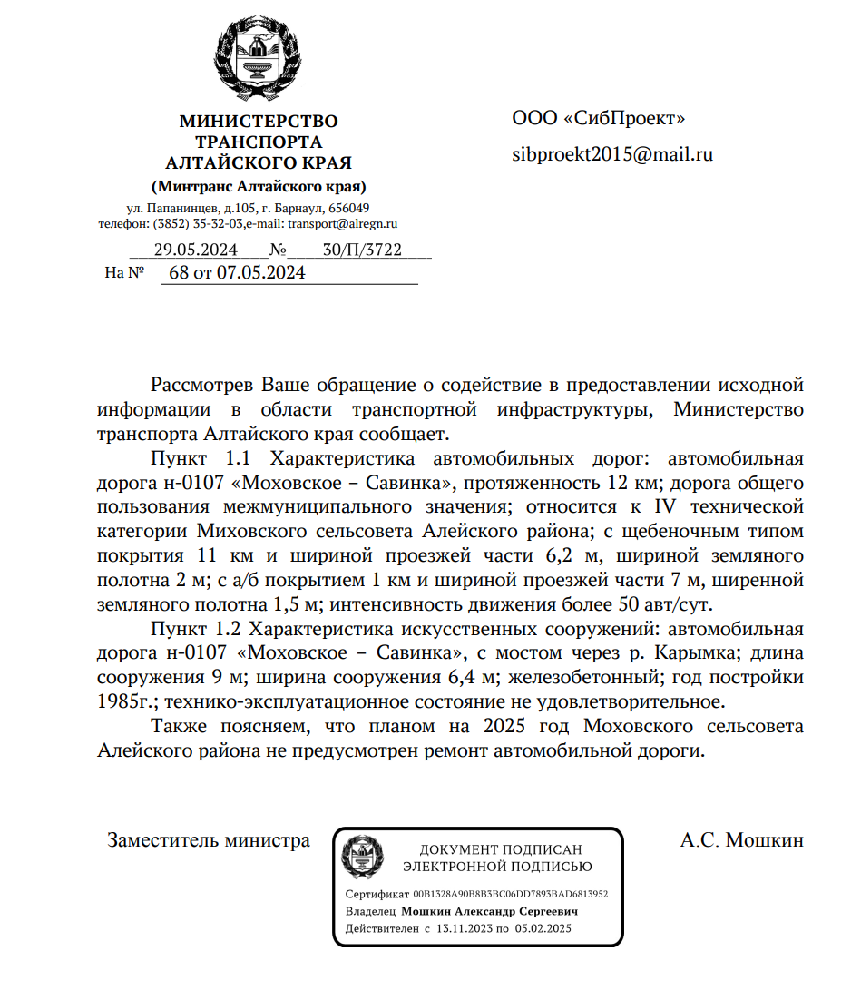 МИНИСТЕРСТВО
ТРАНСПОРТА
АЛТАЙСКОГО КРАЯ
(Минтранс Алтайского края)
ул. Папанинцев, д.105, г. Барнаул, 656049
телефон: (3852) 35-32-03,e-mail: transport@alregn.ru
29.05.2024 № 30/П/3722
На № 68 от 07.05.2024
ООО «СибПроект»
sibproekt2015@mail.ru
Рассмотрев Ваше обращение о содействие в предоставлении исходной
информации в области транспортной инфраструктуры, Министерство
транспорта Алтайского края сообщает.
Пункт 1.1 Характеристика автомобильных дорог: автомобильная
дорога н-0107 «Моховское – Савинка», протяженность 12 км; дорога общего
пользования межмуниципального значения; относится к IV технической
категории Миховского сельсовета Алейского района; с щебеночным типом
покрытия 11 км и шириной проезжей части 6,2 м, шириной земляного
полотна 2 м; с а/б покрытием 1 км и шириной проезжей части 7 м, ширенной
земляного полотна 1,5 м; интенсивность движения более 50 авт/сут.
Пункт 1.2 Характеристика искусственных сооружений: автомобильная
дорога н-0107 «Моховское – Савинка», с мостом через р. Карымка; длина
сооружения 9 м; ширина сооружения 6,4 м; железобетонный; год постройки
1985г.; технико-эксплуатационное состояние не удовлетворительное.
Также поясняем, что планом на 2025 год Моховского сельсовета
Алейского района не предусмотрен ремонт автомобильной дороги.
Заместитель министра
ДОКУМЕНТ ПОДПИСАН
ЭЛЕКТРОННОЙ ПОДПИСЬЮ
Сертификат 00B1328A90B8B3BC06DD7893BAD6813952
Владелец Мошкин Александр Сергеевич
Действителен с 13.11.2023 по 05.02.2025
А.С. Мошкин